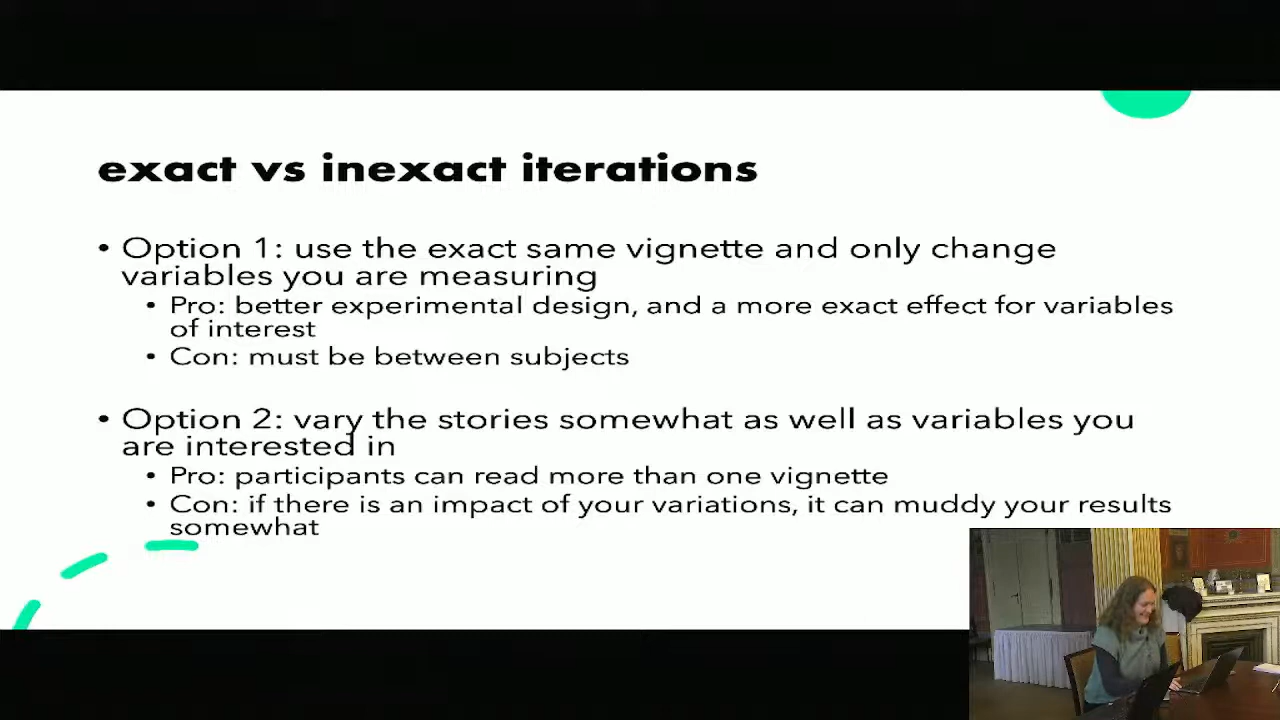 exact vs inexact iterations
• Option 1: use the exact same vignette and only change
variables you are measuring
• Pro: better experimental design, and a more exact effect for variables
of interest
• Con: must be between subjects
• Option 2: vary the stories somewhat as well as variables you
are interested in
• Pro: participants can read more than one vignette
• Con: if there is an impact of your variations, it can muddy your results
somewhat